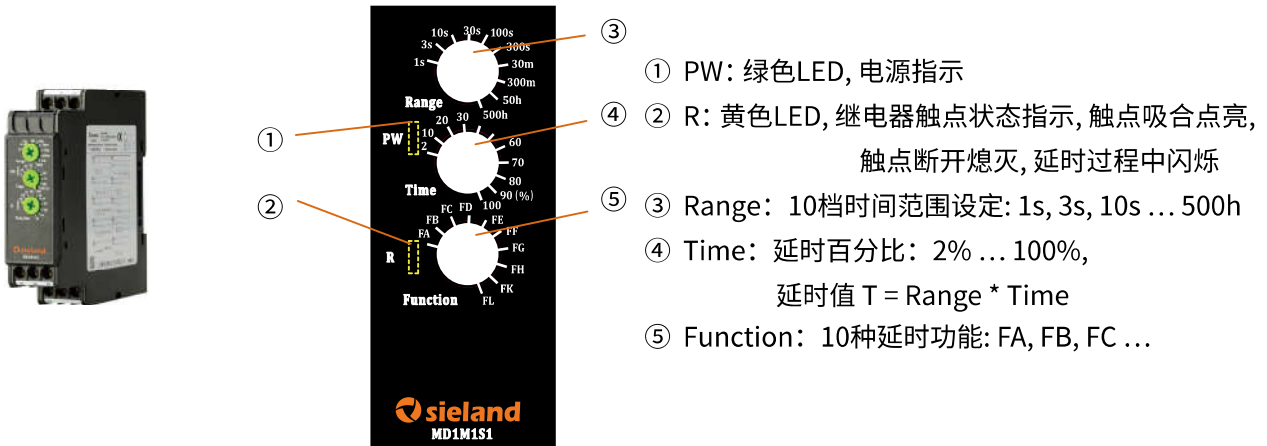 10s 30s 100s
3s 300s
1s 30m
300m
Range 50h
500h
20 30
PW 10 60
2 70
80
Time 90 (%)
100
FC FD FE
FB FF
FA FG
R FH
FK
Function FL
sieland
MD1M1S1
①
②
③
④
⑤
① PW: 绿色LED, 电源指示
② R: 黄色LED, 继电器触点状态指示, 触点吸合点亮,
触点断开熄灭, 延时过程中闪烁
③ Range: 10档时间范围设定: 1s, 3s, 10s … 500h
④ Time: 延时百分比: 2% … 100%,
延时值 T = Range * Time
⑤ Function: 10种延时功能: FA, FB, FC …
sieland